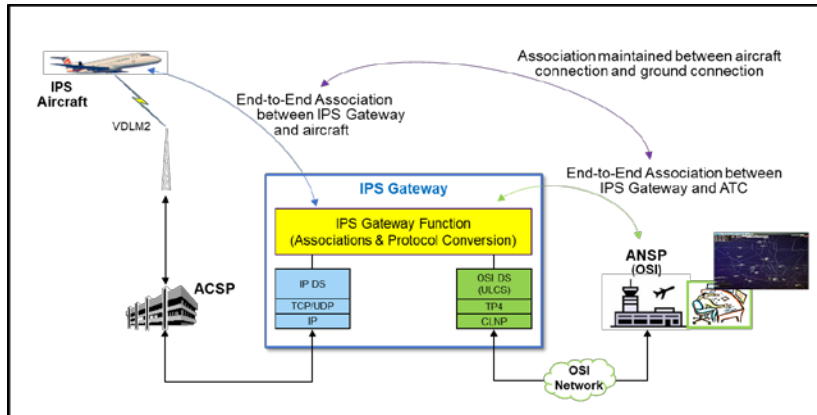 IPS
Aircraft
VDLM2
End-to-End Association
between IPS Gateway
and aircraft
Association maintained between aircraft
connection and ground connection
End-to-End Association between
IPS Gateway and ATC
IPS Gateway
IPS Gateway Function
(Associations & Protocol Conversion)
IP DS
TCP/UDP
IP
OSI DS
(ULCS)
TP4
CLNP
ACSP
ANSP
(OSI)
OSI
Network